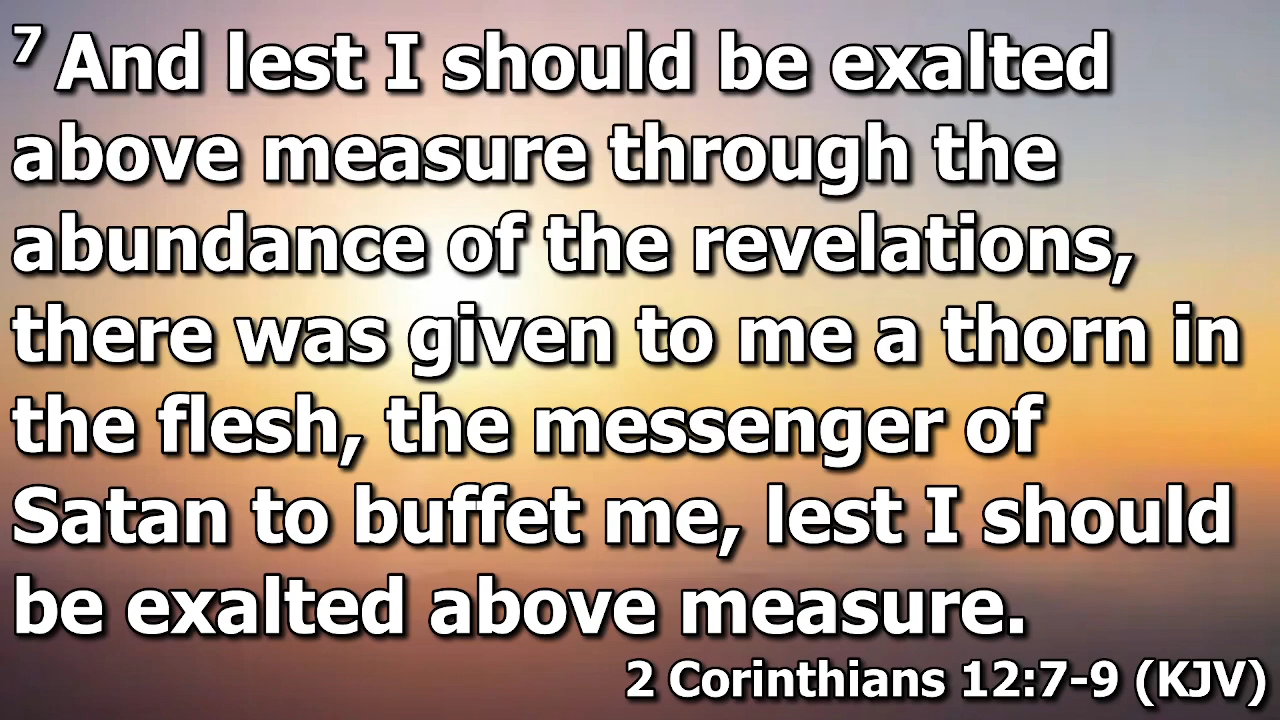 7 And lest I should be exalted
above measure through the
abundance of the revelations,
there was given to me a thorn in
the flesh, the messenger of
Satan to buffet me, lest I should
be exalted above measure.
2 Corinthians 12:7-9 (KJV)